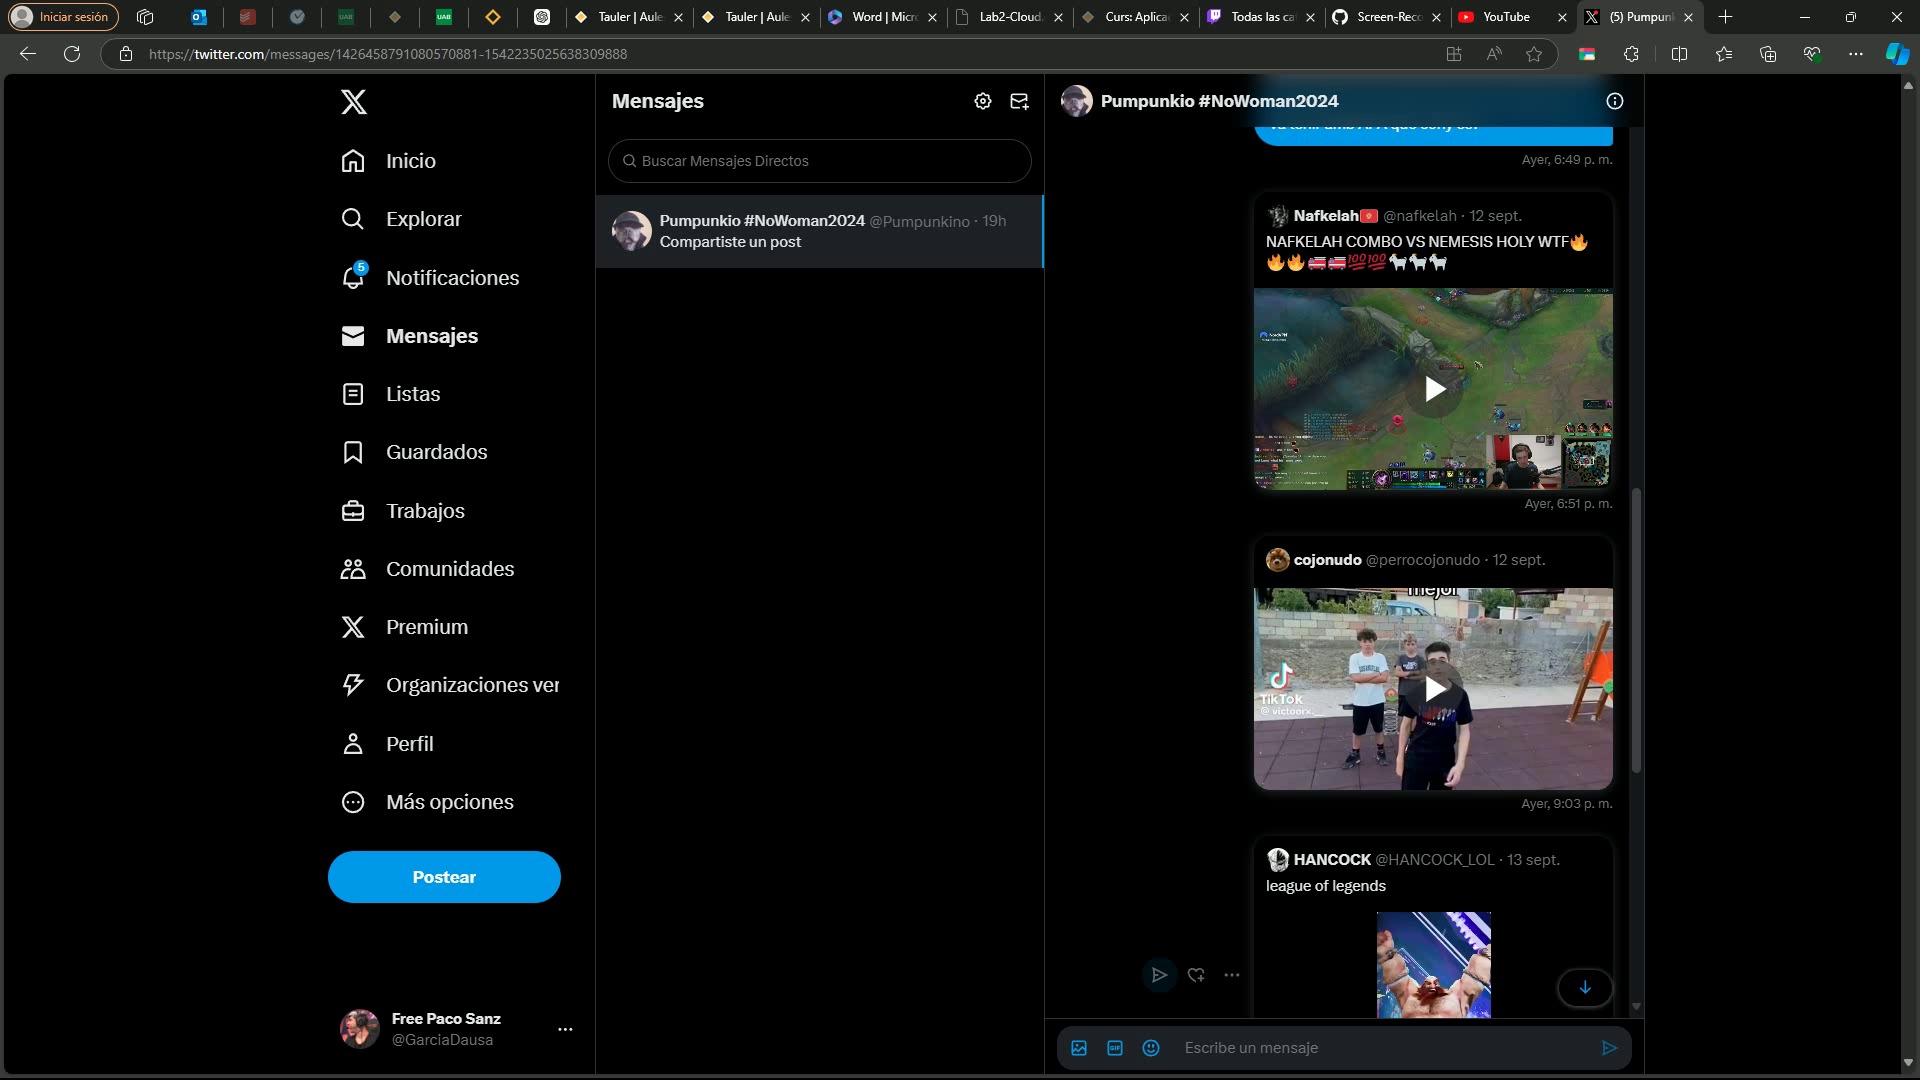 Iniciar sesión
Tauler | Aule
Tauler | Aule
Word | Micr
Lab2-Cloud.
Curs: Aplica
Todas las ca
Screen-Reco
YouTube
(5) Pumpun
https://twitter.com/messages/1426458791080570881-1542235025638309888
Inicio
Explorar
5
Notificaciones
Mensajes
Listas
Guardados
Trabajos
Comunidades
Premium
Organizaciones ver
Perfil
Más opciones
Postear
Free Paco Sanz
@GarciaDausa
Mensajes
Buscar Mensajes Directos
Pumpunkio #NoWoman2024 @Pumpunkino · 19h
Compartiste un post
Pumpunkio #NoWoman2024
Ayer, 6:49 p. m.
Nafkelah🇲🇦 @nafkelah · 12 sept.
NAFKELAH COMBO VS NEMESIS HOLY WTF🔥
🔥🔥🚒🚒💯💯🐐🐐🐐
Ayer, 6:51 p. m.
cojonudo @perrocojonudo · 12 sept.
mejor
TikTok
Ayer, 9:03 p. m.
HANCOCK @HANCOCK_LOL · 13 sept.
league of legends
GIF
Escribe un mensaje